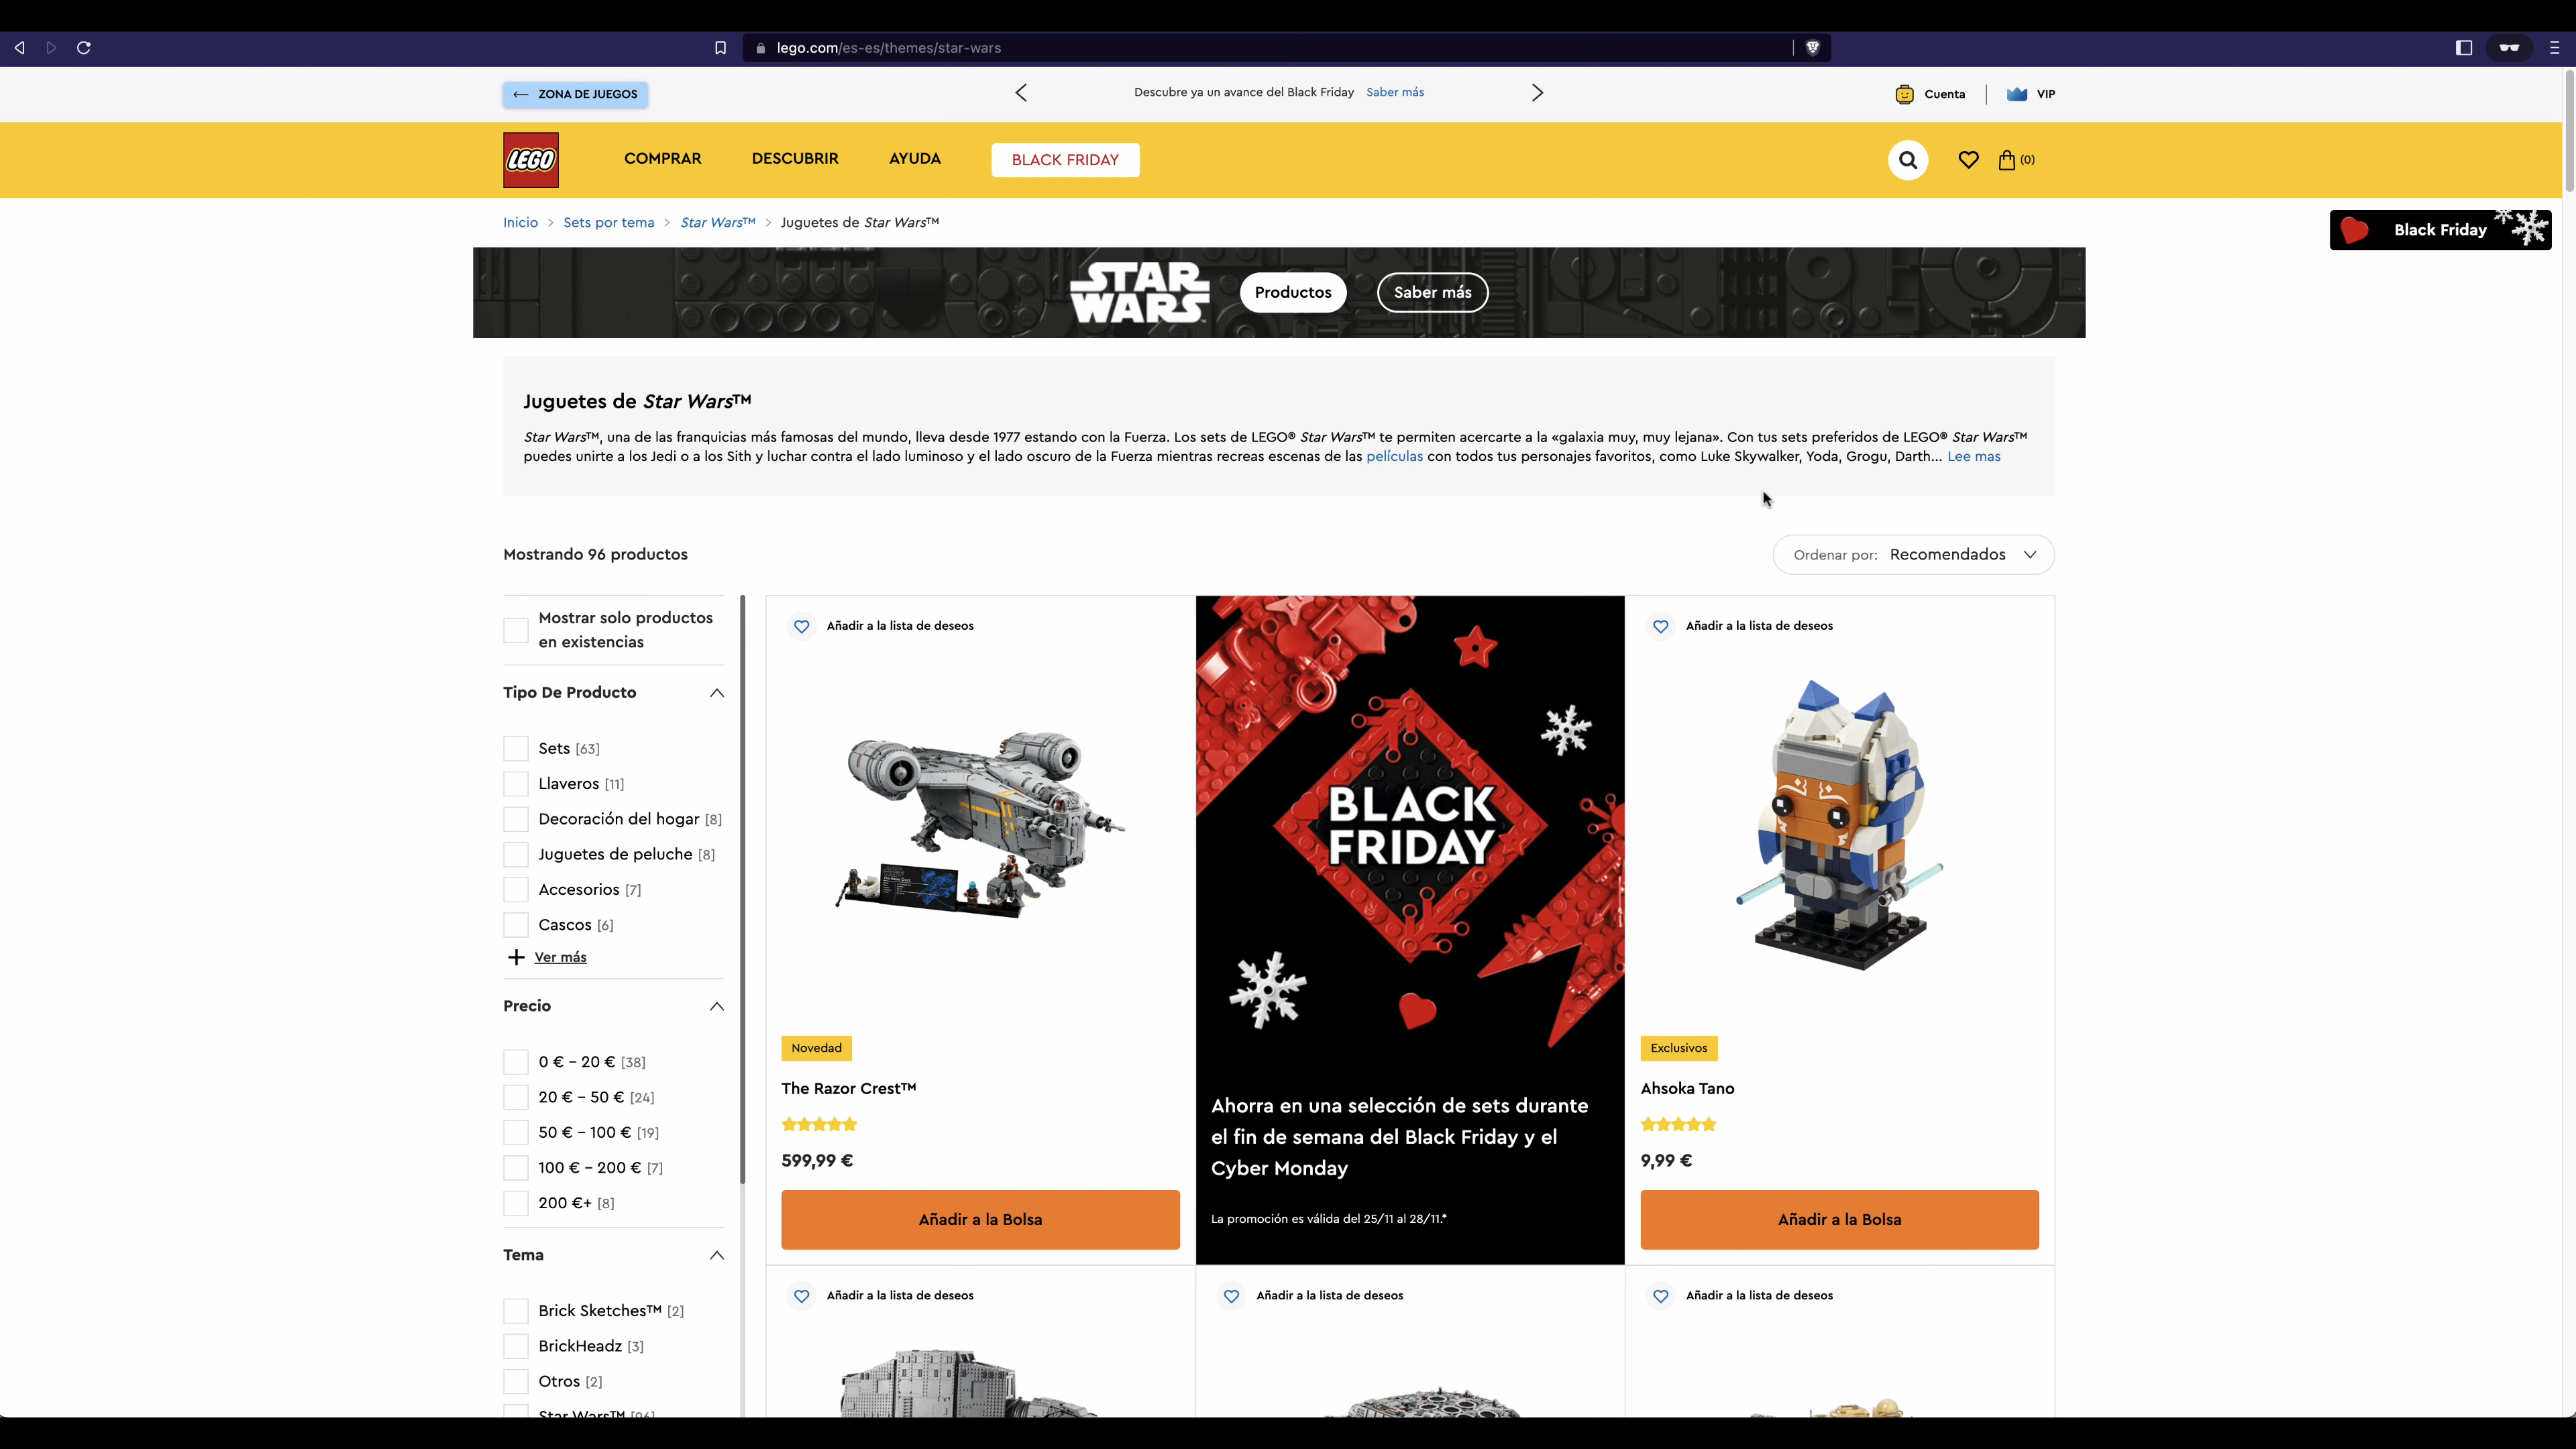 lego.com/es-es/themes/star-wars
ZONA DE JUEGOS
Descubre ya un avance del Black Friday Saber más
Cuenta
VIP
LEGO
COMPRAR
DESCUBRIR
AYUDA
BLACK FRIDAY
(0)
Inicio > Sets por tema > Star Wars™ > Juguetes de Star Wars™
Black Friday
STAR
WARS
Productos
Saber más
Juguetes de Star Wars™
Star Wars™, una de las franquicias más famosas del mundo, lleva desde 1977 estando con la Fuerza. Los sets de LEGO® Star Wars™ te permiten acercarte a la «galaxia muy, muy lejana». Con tus sets preferidos de LEGO® Star Wars™
puedes unirte a los Jedi o a los Sith y luchar contra el lado luminoso y el lado oscuro de la Fuerza mientras recreas escenas de las películas con todos tus personajes favoritos, como Luke Skywalker, Yoda, Grogu, Darth... Lee mas
Mostrando 96 productos
Ordenar por: Recomendados
Mostrar solo productos
en existencias
Tipo De Producto
Sets [63]
Llaveros [11]
Decoración del hogar [8]
Juguetes de peluche [8]
Accesorios [7]
Cascos [6]
Ver más
Precio
0 € - 20 € [38]
20 € - 50 € [24]
50 € - 100 € [19]
100 € - 200 € [7]
200 €+ [8]
Tema
Brick Sketches™ [2]
BrickHeadz [3]
Otros [2]
Star Wars™ [96]
Añadir a la lista de deseos
Novedad
The Razor Crest™
599,99 €
Añadir a la Bolsa
BLACK
FRIDAY
Ahorra en una selección de sets durante
el fin de semana del Black Friday y el
Cyber Monday
La promoción es válida del 25/11 al 28/11.*
Añadir a la lista de deseos
Exclusivos
Ahsoka Tano
9,99 €
Añadir a la Bolsa
Añadir a la lista de deseos
Añadir a la lista de deseos
Añadir a la lista de deseos